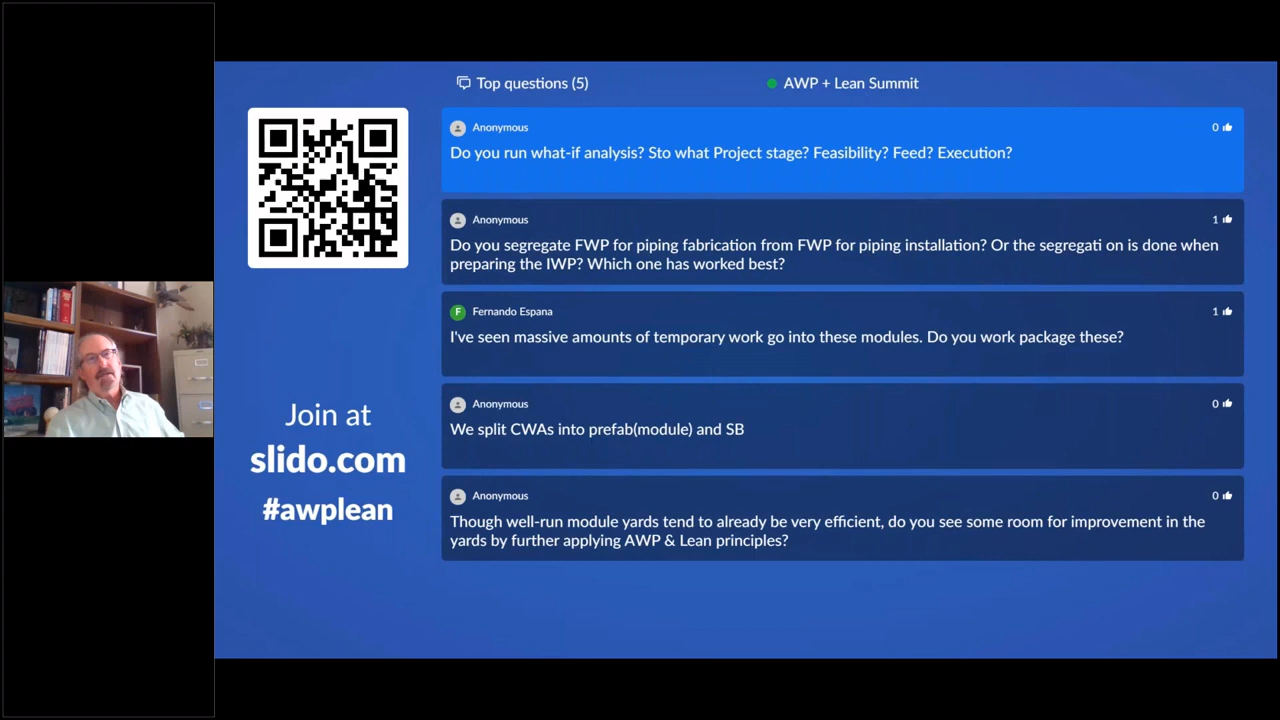 Top questions (5)
AWP + Lean Summit
Anonymous
0
Do you run what-if analysis? Sto what Project stage? Feasibility? Feed? Execution?
Anonymous
1
Do you segregate FWP for piping fabrication from FWP for piping installation? Or the segregati on is done when
preparing the IWP? Which one has worked best?
F
Fernando Espana
1
I've seen massive amounts of temporary work go into these modules. Do you work package these?
Anonymous
0
We split CWAs into prefab(module) and SB
Anonymous
0
Though well-run module yards tend to already be very efficient, do you see some room for improvement in the
yards by further applying AWP & Lean principles?
Join at
slido.com
#awplean